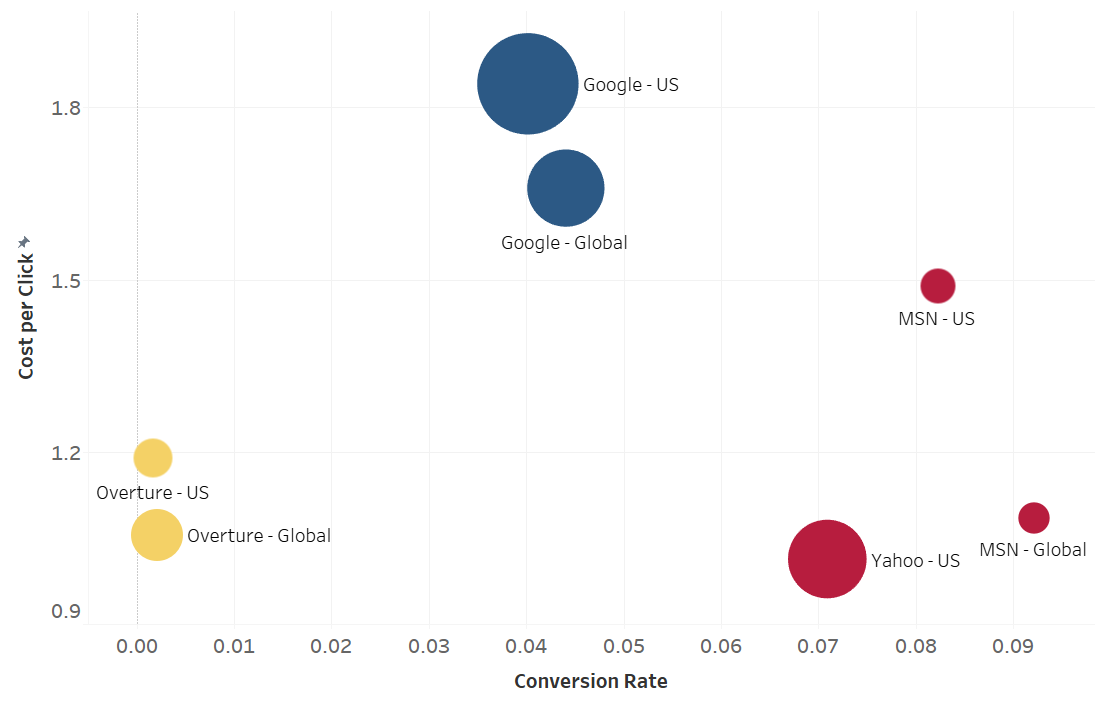 Google - US
1.8
Google - Global
Cost per Click
1.5
MSN - US
1.2
Overture - US
Overture - Global
MSN - Global
Yahoo - US
0.9
0.00 0.01 0.02 0.03 0.04 0.05 0.06 0.07 0.08 0.09
Conversion Rate